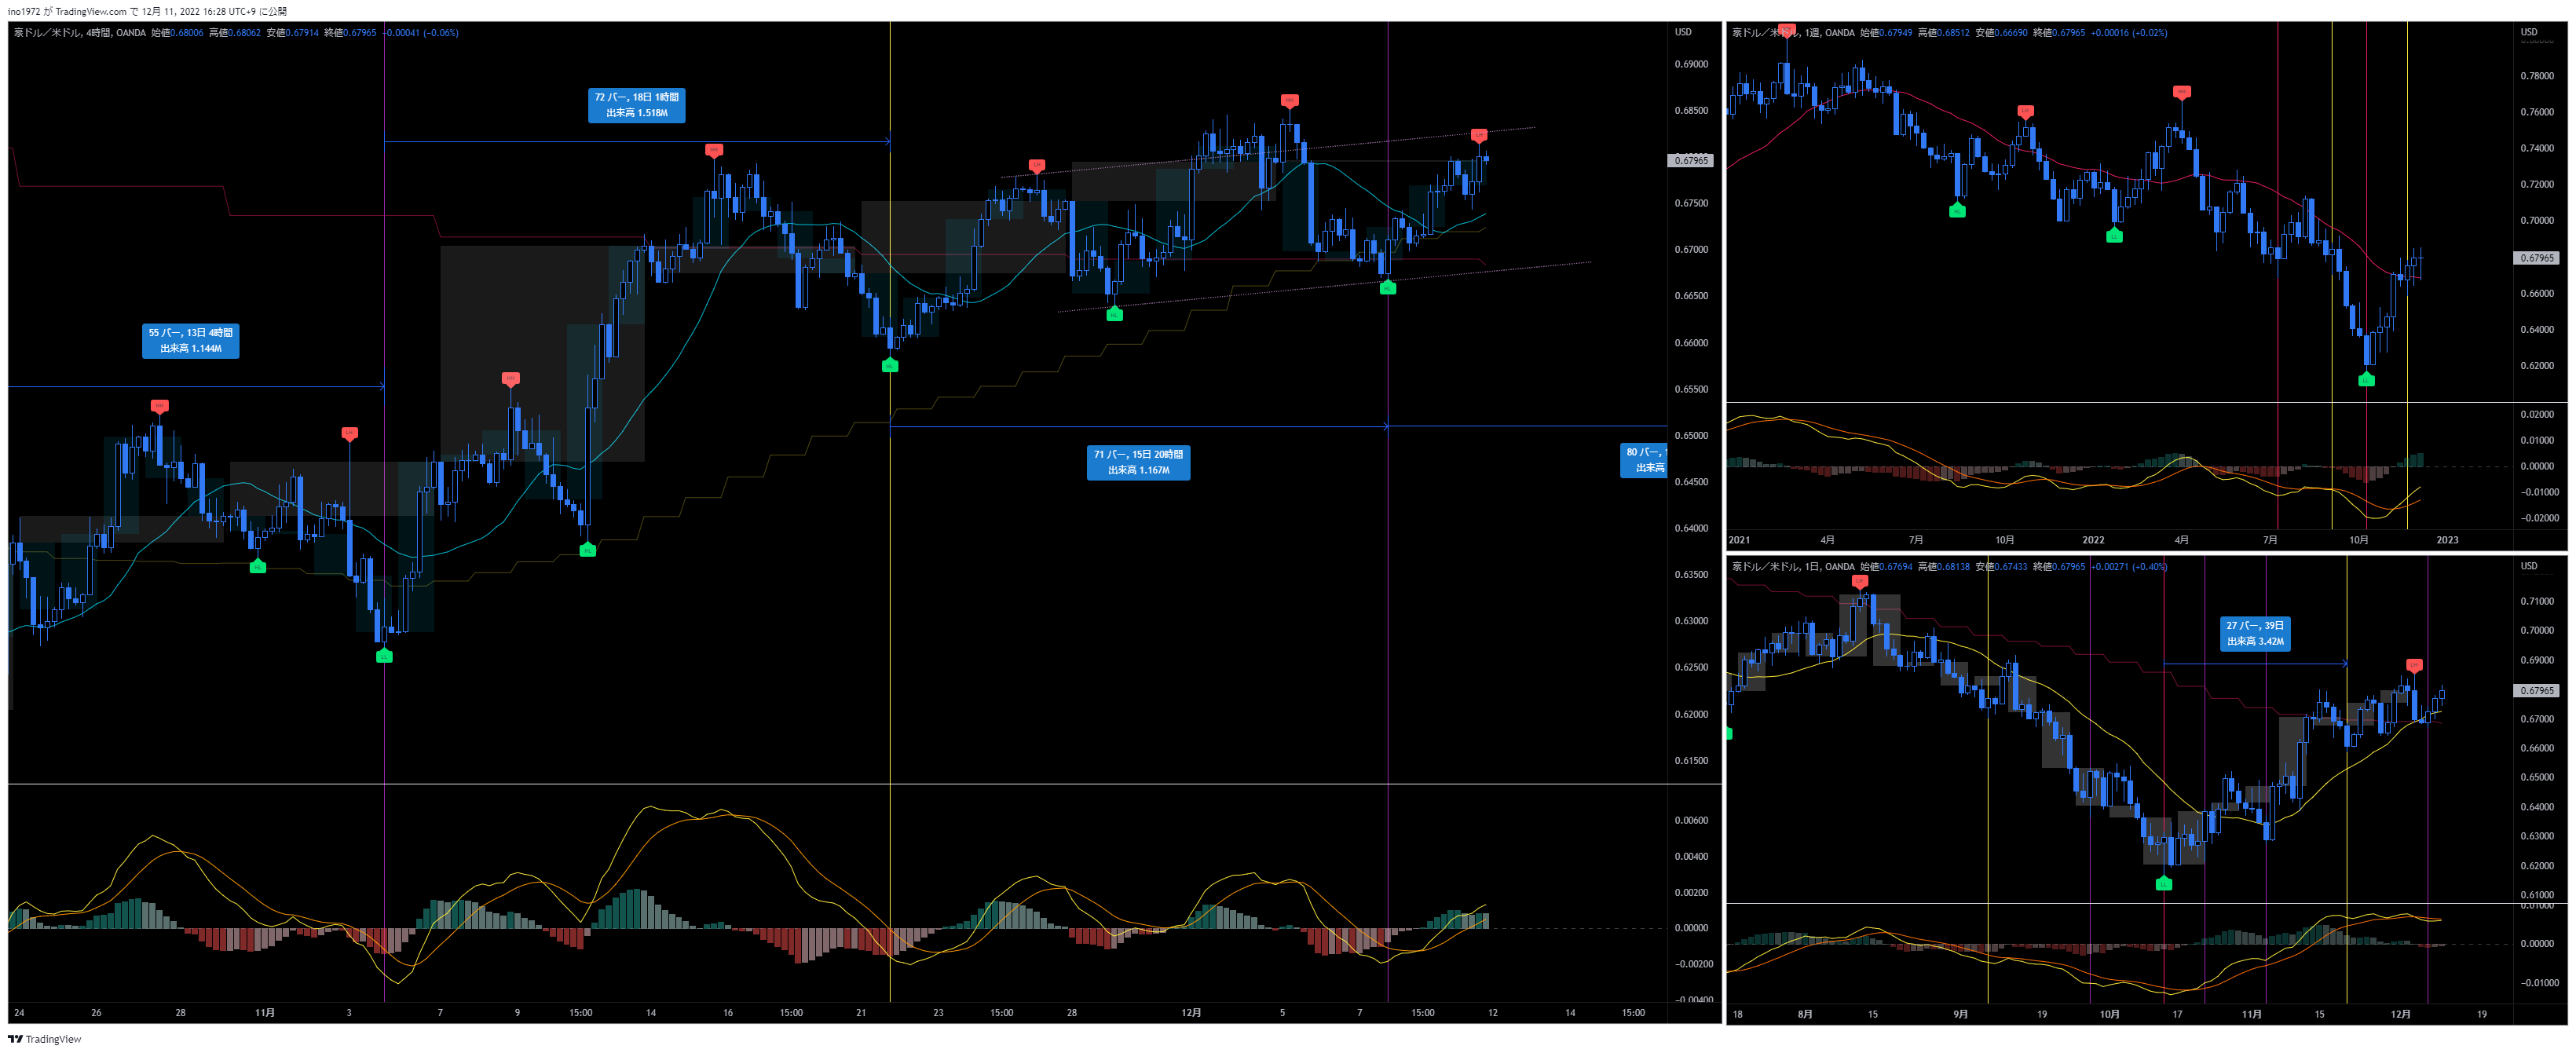 ino1972 が TradingView.com で 12月 11, 2022 16:28 UTC+9 に公開
豪ドル／米ドル, 4時間, OANDA 始値0.68006 高値0.68062 安値0.67914 終値0.67965 −0.00041 (−0.06%)
USD
0.69000
0.68500
0.67965
0.67500
0.67000
0.66500
0.66000
0.65500
0.65000
0.64500
0.64000
0.63500
0.63000
0.62500
0.62000
0.61500
72 バー, 18日 1時間
出来高 1.518M
55 バー, 13日 4時間
出来高 1.144M
71 バー, 15日 20時間
出来高 1.167M
80 バー,
出来高
0.00600
0.00400
0.00200
0.00000
−0.00200
−0.00400
24 26 28 11月 3 7 9 15:00 14 16 15:00 21 23 15:00 28 12月 5 7 15:00 12 14 15:00
豪ドル／米ドル, 1週, OANDA 始値0.67949 高値0.68512 安値0.66690 終値0.67965 +0.00016 (+0.02%)
USD
0.78000
0.76000
0.74000
0.72000
0.70000
0.67965
0.66000
0.64000
0.62000
0.02000
0.01000
0.00000
−0.01000
−0.02000
2021 4月 7月 10月 2022 4月 7月 10月 2023
豪ドル／米ドル, 1日, OANDA 始値0.67694 高値0.68138 安値0.67433 終値0.67965 +0.00271 (+0.40%)
USD
0.71000
0.70000
0.69000
0.67965
0.67000
0.66000
0.65000
0.64000
0.63000
0.62000
0.61000
27 バー, 39日
出来高 3.42M
0.01000
0.00000
−0.01000
18 8月 15 9月 19 10月 17 11月 15 12月 19
TradingView